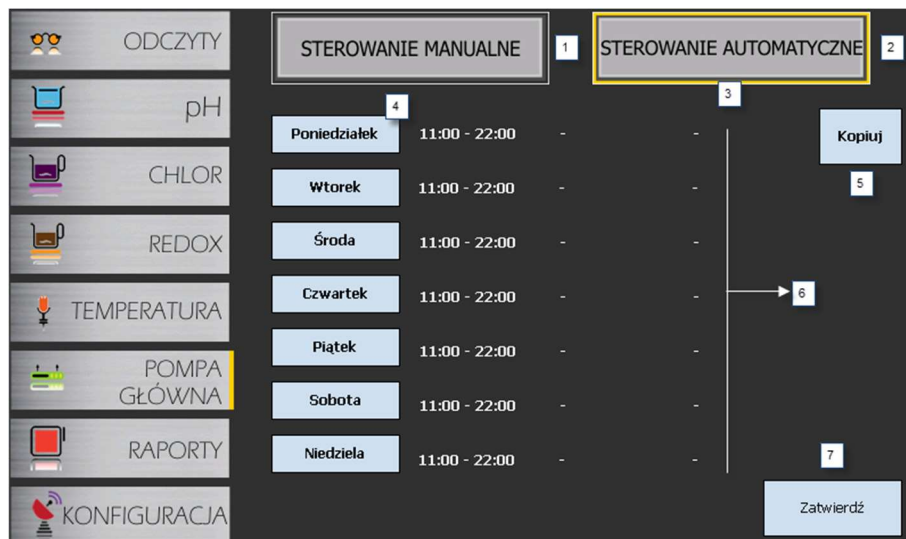 ODCZYTY
pH
CHLOR
REDOX
TEMPERATURA
POMPA
GŁÓWNA
RAPORTY
KONFIGURACJA
STEROWANIE MANUALNE
1
STEROWANIE AUTOMATYCZNE
2
3
4
Poniedziałek 11:00 - 22:00 - -
Kopiuj
5
Wtorek 11:00 - 22:00 - -
Środa 11:00 - 22:00 - -
Czwartek 11:00 - 22:00 - -
6
Piątek 11:00 - 22:00 - -
Sobota 11:00 - 22:00 - -
Niedziela 11:00 - 22:00 - -
7
Zatwierdź